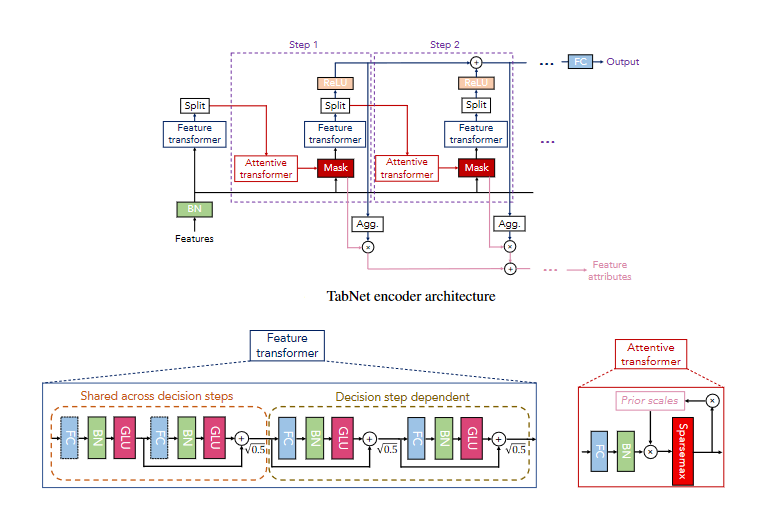 Step 1
Step 2
FC
Output
ReLU
ReLU
Split
Split
Split
Feature
transformer
Feature
transformer
Feature
transformer
Attentive
transformer
Mask
Attentive
transformer
Mask
BN
Features
Agg.
Agg.
Feature
attributes
TabNet encoder architecture
Feature
transformer
Attentive
transformer
Shared across decision steps
Decision step dependent
FC
BN
GLU
FC
BN
GLU
√0.5
FC
BN
GLU
√0.5
FC
BN
GLU
√0.5
Prior scales
FC
BN
Sparsemax